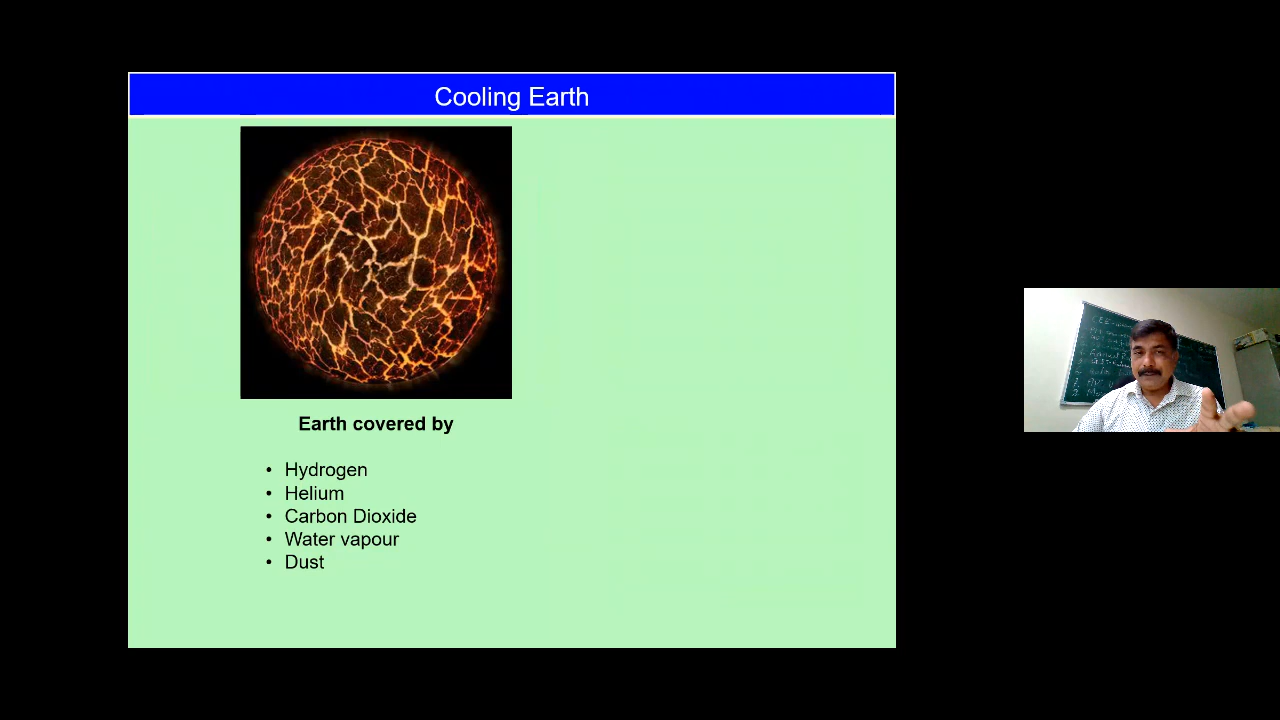 Cooling Earth
Earth covered by
• Hydrogen
• Helium
• Carbon Dioxide
• Water vapour
• Dust